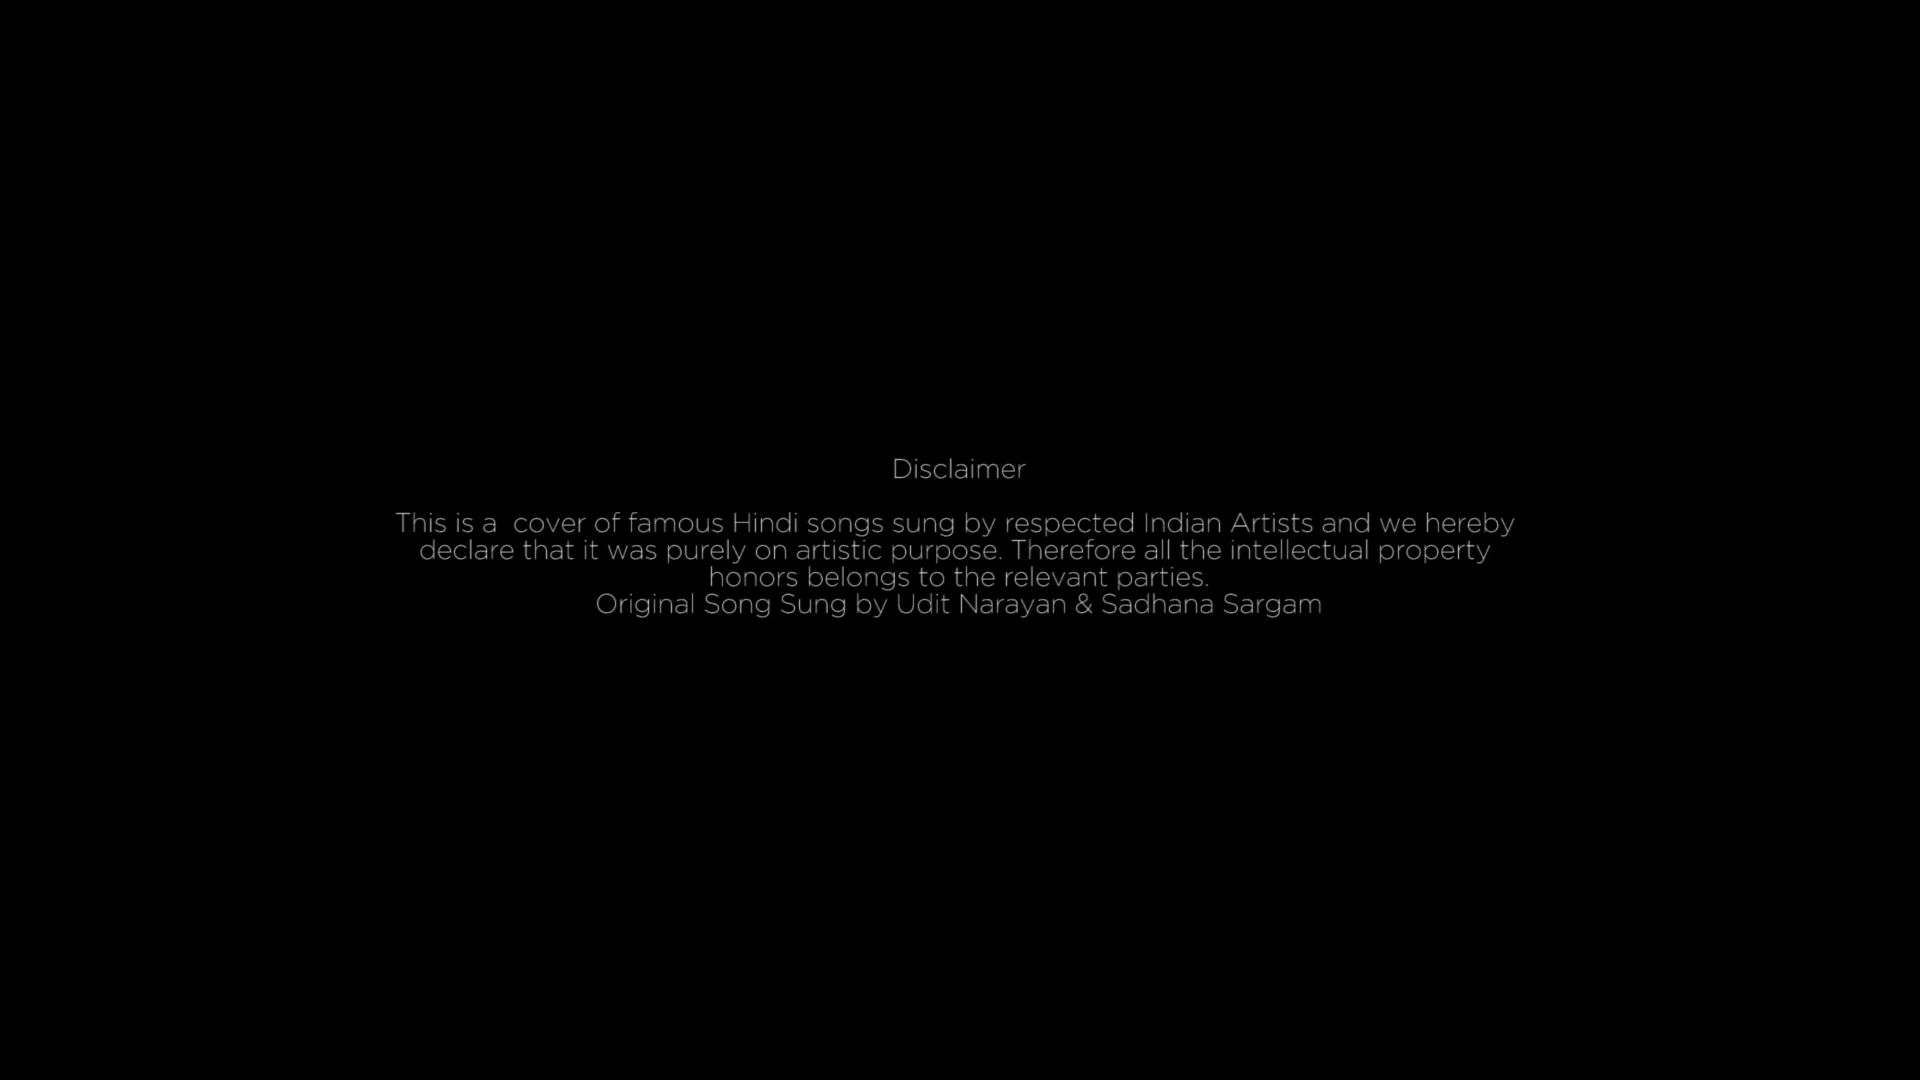 Disclaimer
This is a  cover of famous Hindi songs sung by respected Indian Artists and we hereby
declare that it was purely on artistic purpose. Therefore all the intellectual property
honors belongs to the relevant parties.
Original Song Sung by Udit Narayan & Sadhana Sargam